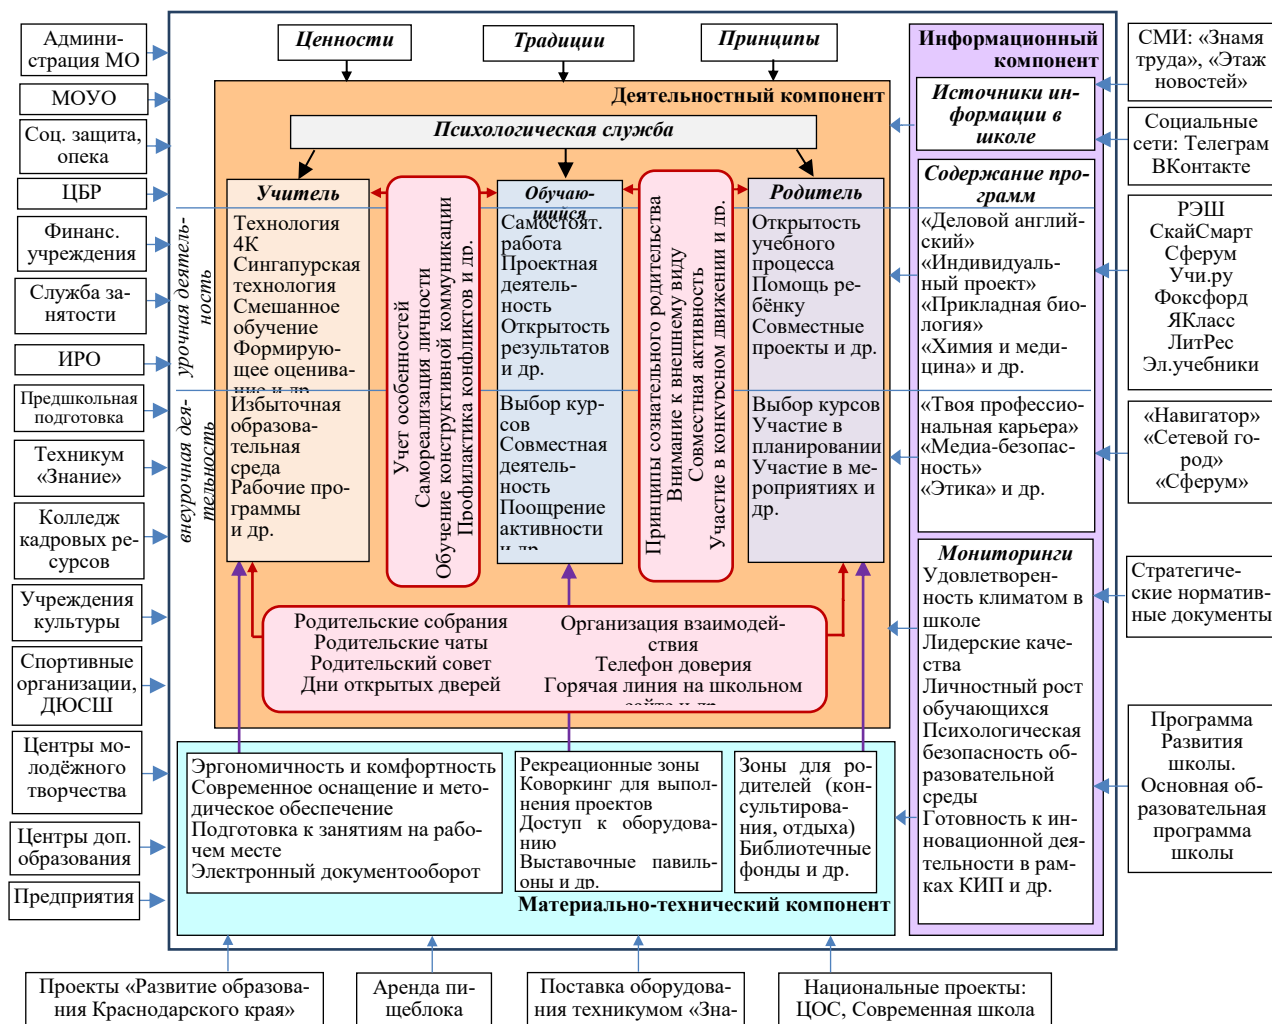 Админи-
страция МО
МОУО
Соц. защита,
опека
ЦБР
Финанс.
учреждения
Служба за-
нятости
ИРО
Предшкольная
подготовка
Техникум
«Знание»
Колледж
кадровых ре-
сурсов
Учреждения
культуры
Спортивные
организации,
ДЮСШ
Центры мо-
лодёжного
творчества
Центры доп.
образования
Предприятия
Ценности
Традиции
Принципы
Деятельностный компонент
Психологическая служба
урочная деятель-
ность
внеурочная дея-
тельность
Учитель
Технология
4К
Сингапурская
технология
Смешанное
обучение
Формирую-
щее оценива-
ние и др.
Избыточная
образова-
тельная
среда
Рабочие про-
граммы
и др.
Учет особенностей
Самореализация личности
Обучение конструктивной коммуникации
Профилактика конфликтов и др.
Обучаю-
щийся
Самостоят.
работа
Проектная
деятель-
ность
Открытость
результатов
и др.
Выбор кур-
сов
Совместная
деятель-
ность
Поощрение
активности
и др.
Принципы сознательного родительства
Внимание к внешнему виду
Совместная активность
Участие в конкурсном движении и др.
Родитель
Открытость
учебного
процесса
Помощь ре-
бёнку
Совместные
проекты и др.
Выбор курсов
Участие в
планировании
Участие в ме-
роприятиях и
др.
Родительские собрания
Родительские чаты
Родительский совет
Дни открытых дверей
Организация взаимодей-
ствия
Телефон доверия
Горячая линия на школьном
сайте и др.
Эргономичность и комфортность
Современное оснащение и мето-
дическое обеспечение
Подготовка к занятиям на рабо-
чем месте
Электронный документооборот
Рекреационные зоны
Коворкинг для выпол-
нения проектов
Доступ к оборудова-
нию
Выставочные павиль-
оны и др.
Зоны для ро-
дителей (кон-
сультирова-
ния, отдыха)
Библиотечные
фонды и др.
Материально-технический компонент
Информационный
компонент
Источники ин-
формации в
школе
Содержание про-
грамм
«Деловой англий-
ский»
«Индивидуаль-
ный проект»
«Прикладная био-
логия»
«Химия и меди-
цина» и др.
«Твоя профессио-
нальная карьера»
«Медиа-безопас-
ность»
«Этика» и др.
Мониторинги
Удовлетворен-
ность климатом в
школе
Лидерские каче-
ства
Личностный рост
обучающихся
Психологическая
безопасность об-
разовательной
среды
Готовность к ин-
новационной дея-
тельности в рам-
ках КИП и др.
СМИ: «Знамя
труда», «Этаж
новостей»
Социальные
сети: Телеграм
ВКонтакте
РЭШ
СкайСмарт
Сферум
Учи.ру
Фоксфорд
ЯКласс
ЛитРес
Эл.учебники
«Навигатор»
«Сетевой го-
род»
«Сферум»
Стратегиче-
ские норматив-
ные документы
Программа
Развития
школы.
Основная об-
разовательная
программа
школы
Проекты «Развитие образова-
ния Краснодарского края»
Аренда пи-
щеблока
Поставка оборудова-
ния техникумом «Зна-
Национальные проекты:
ЦОС, Современная школа